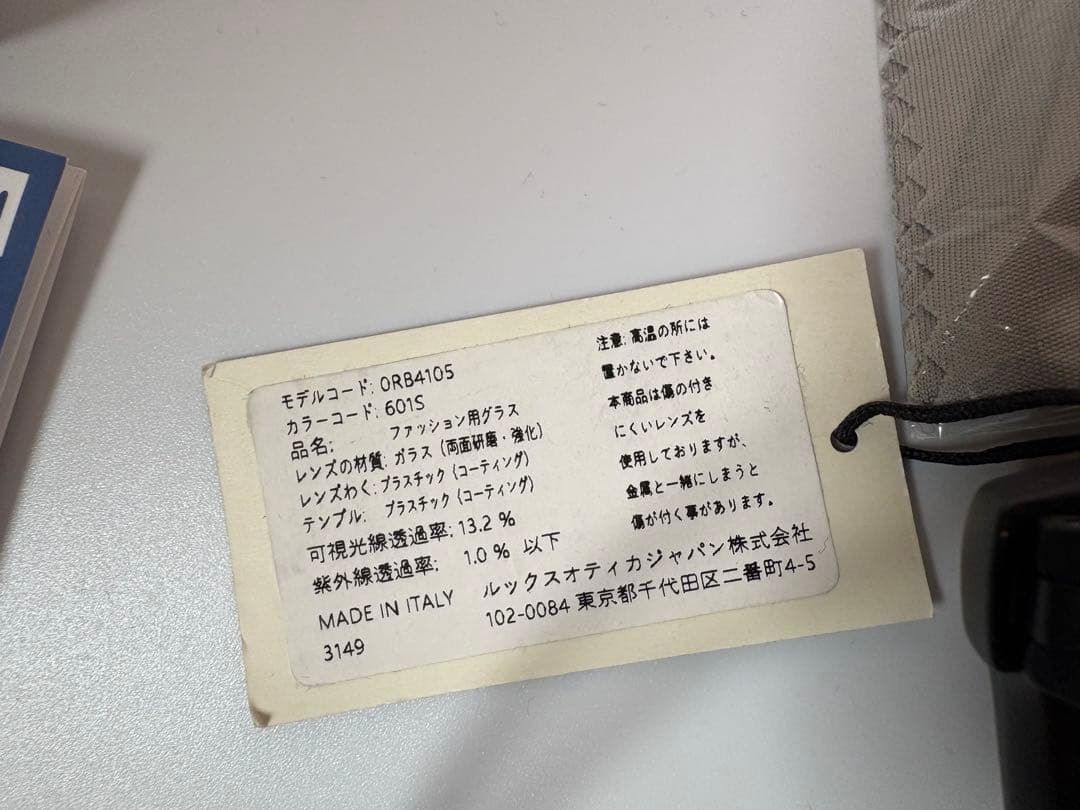 モデルコード: 0RB4105
カラーコード: 601S
品名: ファッション用グラス
レンズの材質: ガラス (両面研磨・強化)
レンズわく: プラスチック (コーティング)
テンプル: プラスチック (コーティング)
可視光線透過率: 13.2 %
紫外線透過率: 1.0 % 以下
MADE IN ITALY
3149
注意: 高温の所には
置かないで下さい。
本商品は傷の付き
にくいレンズを
使用しておりますが、
金属と一緒にしまうと
傷が付く事があります。
ルックスオティカジャパン株式会社
102-0084 東京都千代田区二番町4-5